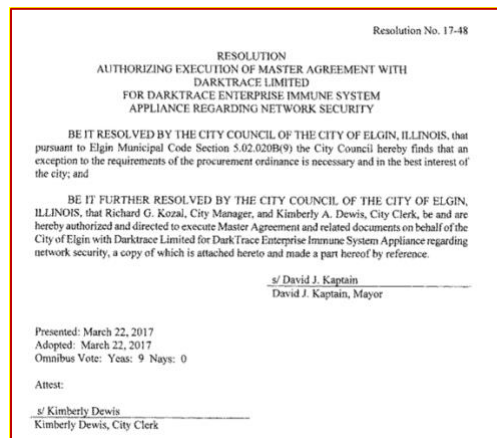 Resolution No. 17-48
RESOLUTION
AUTHORIZING EXECUTION OF MASTER AGREEMENT WITH
DARKTRACE LIMITED
FOR DARKTRACE ENTERPRISE IMMUNE SYSTEM
APPLIANCE REGARDING NETWORK SECURITY
BE IT RESOLVED BY THE CITY COUNCIL OF THE CITY OF ELGIN, ILLINOIS, that
pursuant to Elgin Municipal Code Section 5.02.020B(9) the City Council hereby finds that an
exception to the requirements of the procurement ordinance is necessary and in the best interest of
the city; and
BE IT FURTHER RESOLVED BY THE CITY COUNCIL OF THE CITY OF ELGIN,
ILLINOIS, that Richard G. Kozal, City Manager, and Kimberly A. Dewis, City Clerk, be and are
hereby authorized and directed to execute Master Agreement and related documents on behalf of the
City of Elgin with Darktrace Limited for DarkTrace Enterprise Immune System Appliance regarding
network security, a copy of which is attached hereto and made a part hereof by reference.
s/ David J. Kaptain
David J. Kaptain, Mayor
Presented: March 22, 2017
Adopted: March 22, 2017
Omnibus Vote: Yeas: 9 Nays: 0
Attest:
s/ Kimberly Dewis
Kimberly Dewis, City Clerk